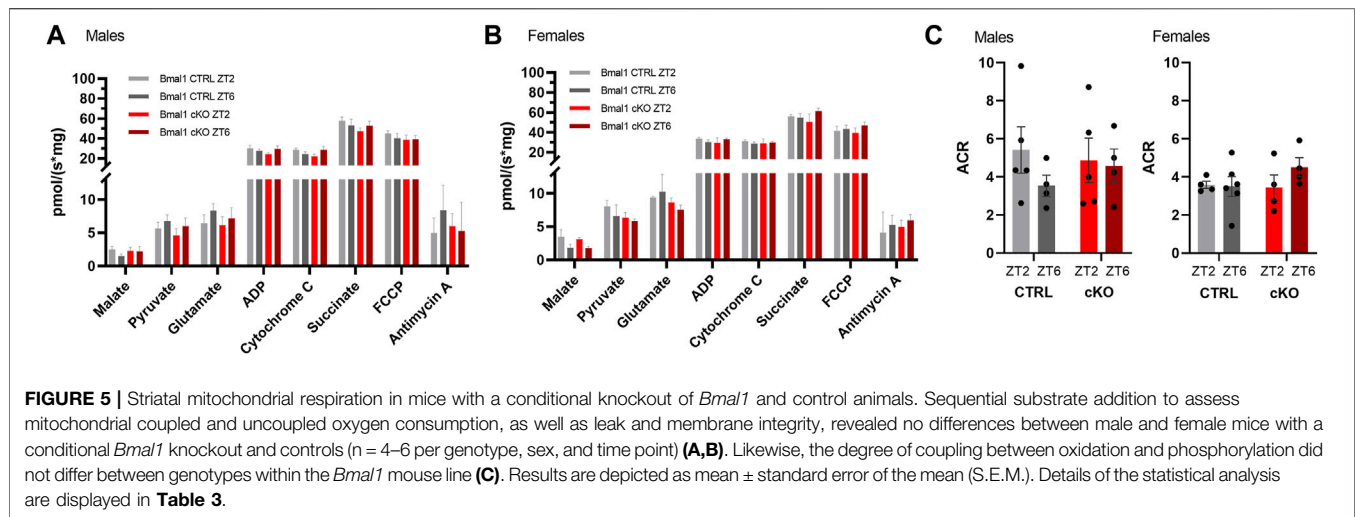 A Males
pmol/(s*mg)
100
80
60
40
20
10
5
0
Bmal1 CTRL ZT2
Bmal1 CTRL ZT6
Bmal1 cKO ZT2
Bmal1 cKO ZT6
Malate
Pyruvate
Glutamate
ADP
Cytochrome C
Succinate
FCCP
Antimycin A
B Females
pmol/(s*mg)
100
80
60
40
20
10
5
0
Bmal1 CTRL ZT2
Bmal1 CTRL ZT6
Bmal1 cKO ZT2
Bmal1 cKO ZT6
Malate
Pyruvate
Glutamate
ADP
Cytochrome C
Succinate
FCCP
Antimycin A
C Males
ACR
10
8
6
4
2
0
ZT2 ZT6 ZT2 ZT6
CTRL cKO
Females
ACR
10
8
6
4
2
0
ZT2 ZT6 ZT2 ZT6
CTRL cKO
FIGURE 5 | Striatal mitochondrial respiration in mice with a conditional knockout of Bmal1 and control animals. Sequential substrate addition to assess
mitochondrial coupled and uncoupled oxygen consumption, as well as leak and membrane integrity, revealed no differences between male and female mice with a
conditional Bmal1 knockout and controls (n = 4–6 per genotype, sex, and time point) (A,B). Likewise, the degree of coupling between oxidation and phosphorylation did
not differ between genotypes within the Bmal1 mouse line (C). Results are depicted as mean ± standard error of the mean (S.E.M.). Details of the statistical analysis
are displayed in Table 3.